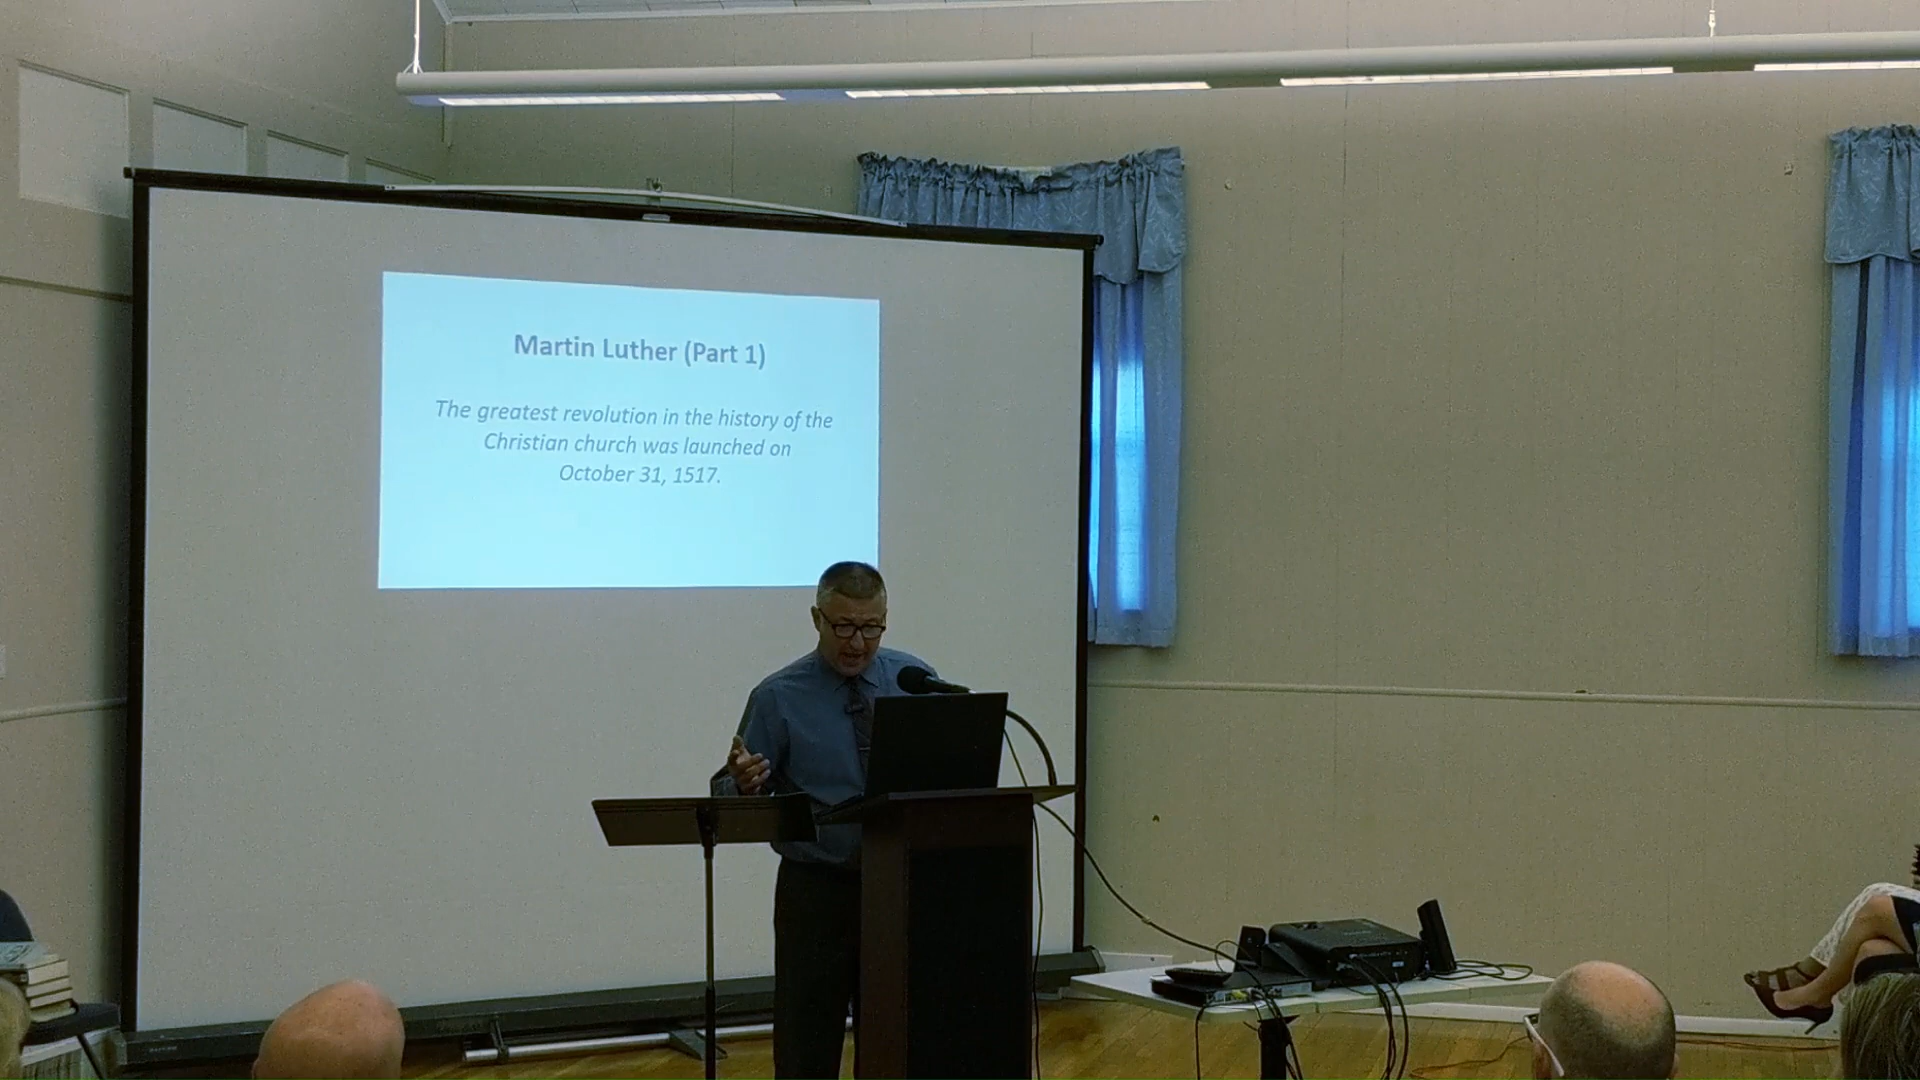 Martin Luther (Part 1)
The greatest revolution in the history of the
Christian church was launched on
October 31, 1517.